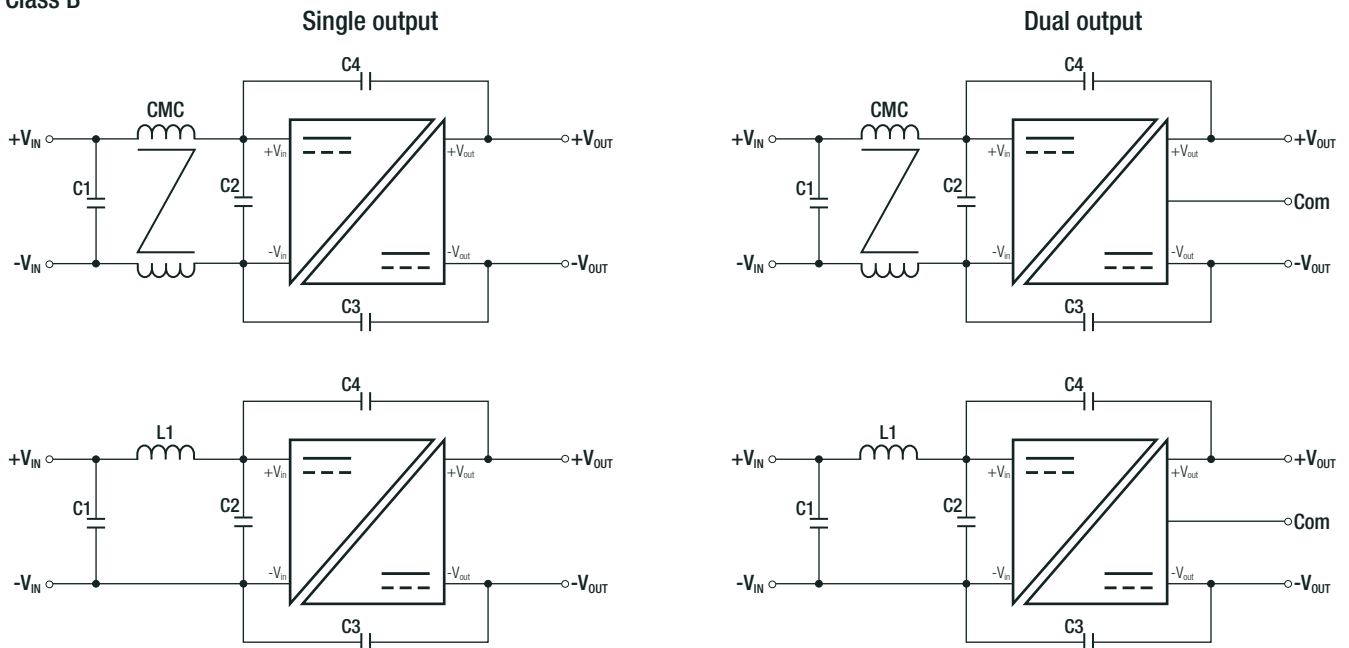 Class B
Single output
Dual output
C4
C4
CMC
CMC
+VIN
+Vin
+Vout
+VOUT
+VIN
+Vin
+Vout
+VOUT
C1
C2
C1
C2
Com
-VIN
-Vin
-Vout
-VOUT
-VIN
-Vin
-Vout
-VOUT
C3
C3
C4
C4
L1
L1
+VIN
+Vin
+Vout
+VOUT
+VIN
+Vin
+Vout
+VOUT
C1
C2
C1
C2
Com
-VIN
-Vin
-Vout
-VOUT
-VIN
-Vin
-Vout
-VOUT
C3
C3